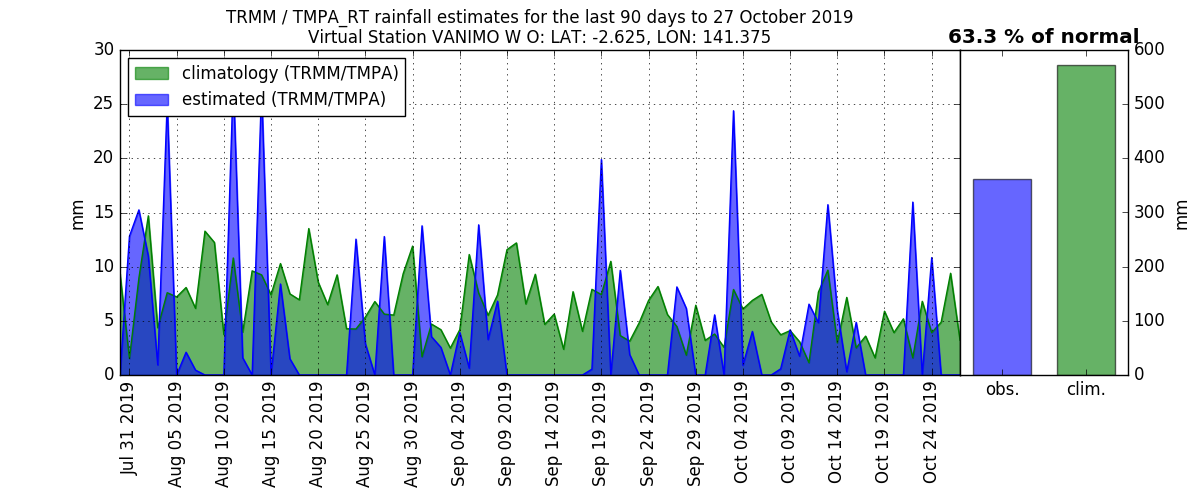 TRMM / TMPA_RT rainfall estimates for the last 90 days to 27 October 2019
Virtual Station VANIMO W O: LAT: -2.625, LON: 141.375
63.3 % of normal
climatology (TRMM/TMPA)
estimated (TRMM/TMPA)
30
25
20
15
10
5
0
mm
Jul 31 2019
Aug 05 2019
Aug 10 2019
Aug 15 2019
Aug 20 2019
Aug 25 2019
Aug 30 2019
Sep 04 2019
Sep 09 2019
Sep 14 2019
Sep 19 2019
Sep 24 2019
Sep 29 2019
Oct 04 2019
Oct 09 2019
Oct 14 2019
Oct 19 2019
Oct 24 2019
obs.
clim.
600
500
400
300
200
100
0
mm